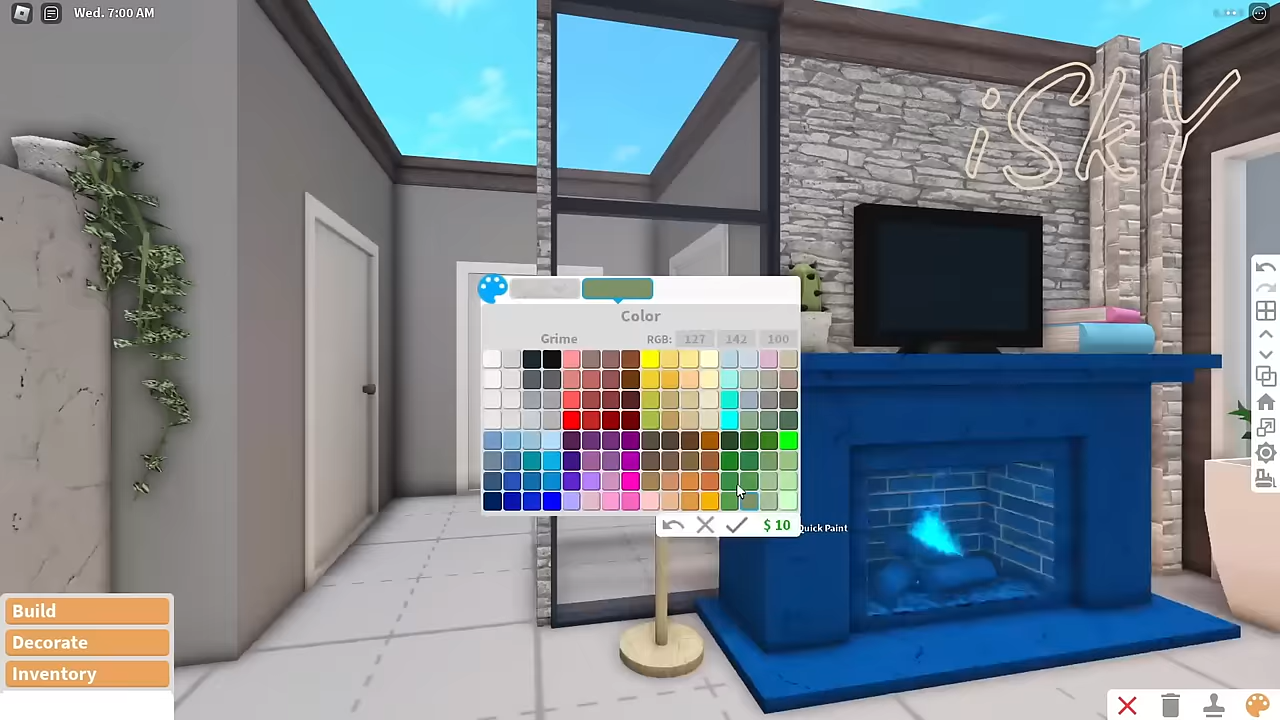 Wed. 7:00 AM
iSkY
Color
Grime RGB: 127 142 100
$ 10
Quick Paint
Build
Decorate
Inventory